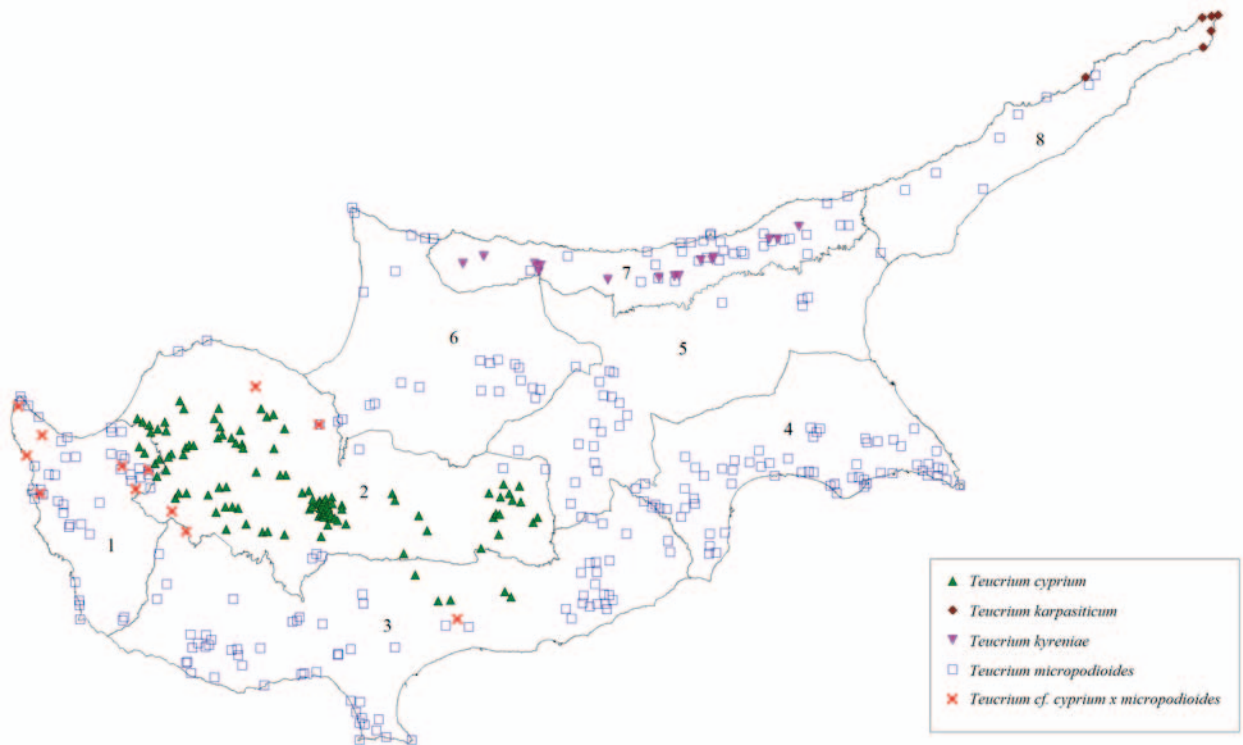 8
7
6
5
4
2
1
3
Teucrium cyprium
Teucrium karpasiticum
Teucrium kyreniae
Teucrium micropodioides
Teucrium cf. cyprium x micropodioides